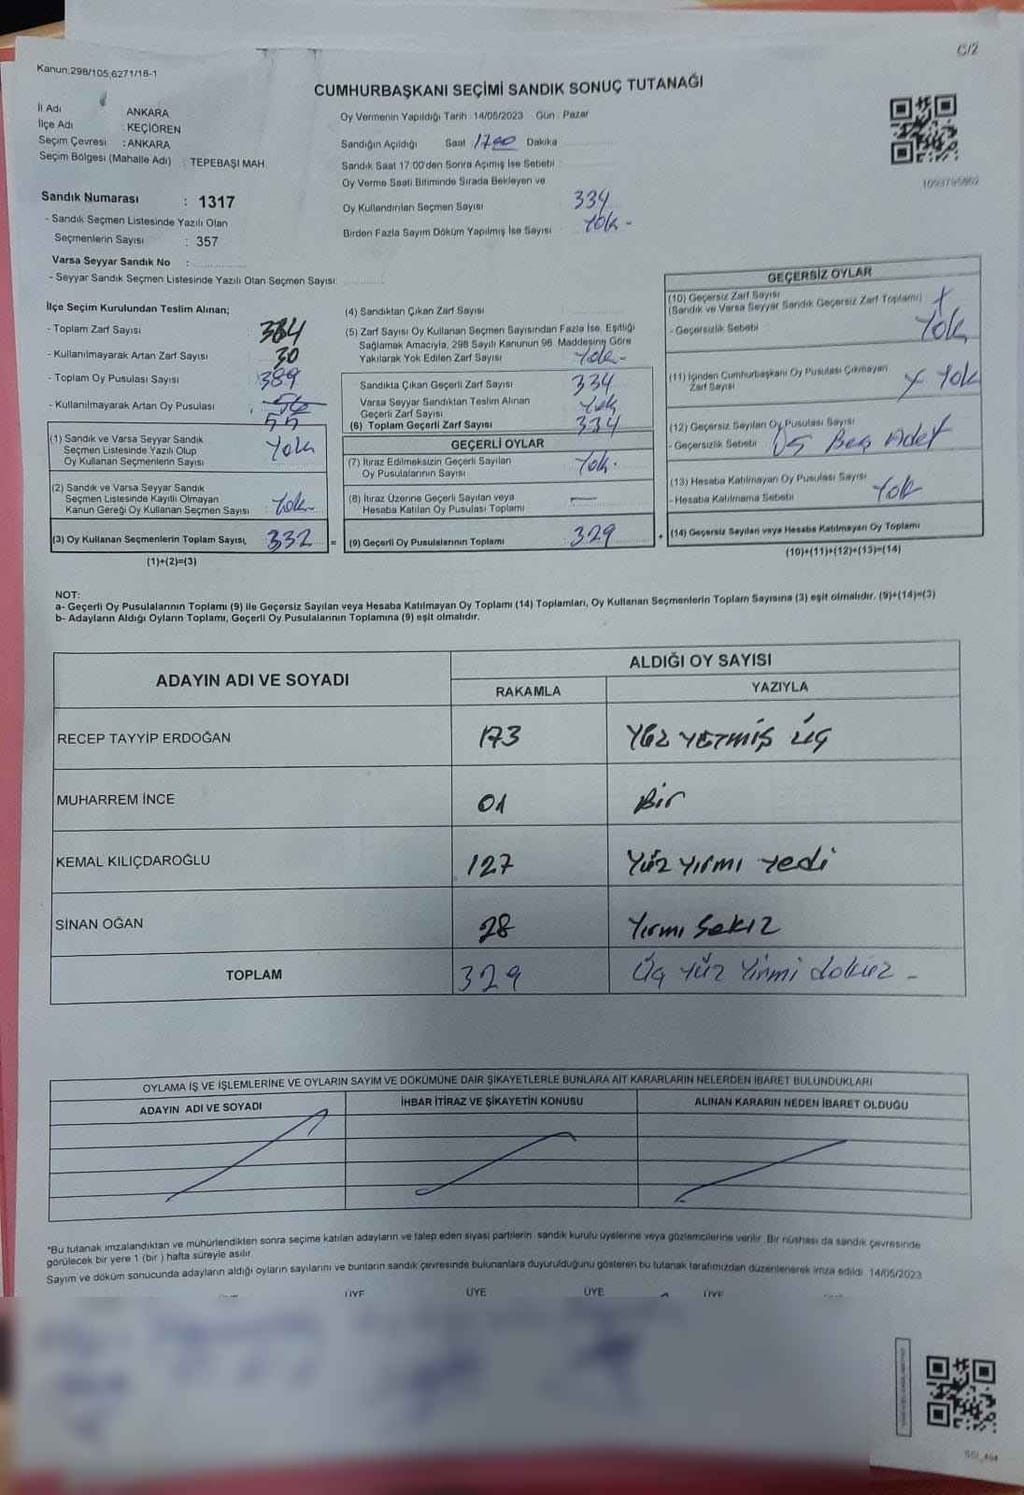 C/2
Kanun:298/105,6271/18-1
CUMHURBAŞKANI SEÇİMİ SANDIK SONUÇ TUTANAĞI
İl Adı ANKARA
İlçe Adı : KEÇİÖREN
Seçim Çevresi : ANKARA
Seçim Bölgesi (Mahalle Adı) : TEPEBAŞI MAH.
Oy Vermenin Yapıldığı Tarih : 14/05/2023 Gün : Pazar
Sandığın Açıldığı Saat 17.00 Dakika
Sandık Saat 17:00'den Sonra Açılmış İse Sebebi
Oy Verme Saati Bitiminde Sırada Bekleyen ve
Oy Kullandırılan Seçmen Sayısı 334
Birden Fazla Sayım Döküm Yapılmış İse Sayısı Yok -
Sandık Numarası : 1317
- Sandık Seçmen Listesinde Yazılı Olan
Seçmenlerin Sayısı : 357
Varsa Seyyar Sandık No :
- Seyyar Sandık Seçmen Listesinde Yazılı Olan Seçmen Sayısı
İlçe Seçim Kurulundan Teslim Alınan;
- Toplam Zarf Sayısı
- Kullanılmayarak Artan Zarf Sayısı 30
- Toplam Oy Pusulası Sayısı 389
- Kullanılmayarak Artan Oy Pusulası 55
(1) Sandık ve Varsa Seyyar Sandık
Seçmen Listesinde Yazılı Olup
Oy Kullanan Seçmenlerin Sayısı Yok
(2) Sandık ve Varsa Seyyar Sandık
Seçmen Listesinde Kayıtlı Olmayan
Kanun Gereği Oy Kullanan Seçmen Sayısı Yok-
(3) Oy Kullanan Seçmenlerin Toplam Sayısı, 332 =
(1)+(2)=(3)
(4) Sandıktan Çıkan Zarf Sayısı
(5) Zarf Sayısı Oy Kullanan Seçmen Sayısından Fazla İse, Eşitliği
Sağlamak Amacıyla, 298 Sayılı Kanunun 98. Maddesine Göre
Yakılarak Yok Edilen Zarf Sayısı Yok-
Sandıkta Çıkan Geçerli Zarf Sayısı 334
Varsa Seyyar Sandıktan Teslim Alınan
Geçerli Zarf Sayısı Yok
(6) Toplam Geçerli Zarf Sayısı 334
GEÇERLİ OYLAR
(7) İtiraz Edilmeksizin Geçerli Sayılan
Oy Pusulalarının Sayısı Yok.
(8) İtiraz Üzerine Geçerli Sayılan veya
Hesaba Katılan Oy Pusulası Toplamı —
(9) Geçerli Oy Pusulalarının Toplamı 329 +
GEÇERSİZ OYLAR
(10) Geçersiz Zarf Sayısı
(Sandık ve Varsa Seyyar Sandık Geçersiz Zarf Toplamı)
- Geçersizlik Sebebi Yok
(11) İçinden Cumhurbaşkanı Oy Pusulası Çıkmayan
Zarf Sayısı Yok
(12) Geçersiz Sayılan Oy Pusulası Sayısı
- Geçersizlik Sebebi 05 Beş Adet
(13) Hesaba Katılmayan Oy Pusulası Sayısı
- Hesaba Katılmama Sebebi Yok
(14) Geçersiz Sayılan veya Hesaba Katılmayan Oy Toplamı
(10)+(11)+(12)+(13)=(14)
NOT:
a- Geçerli Oy Pusulalarının Toplamı (9) ile Geçersiz Sayılan veya Hesaba Katılmayan Oy Toplamı (14) Toplamları, Oy Kullanan Seçmenlerin Toplam Sayısına (3) eşit olmalıdır. (9)+(14)=(3)
b- Adayların Aldığı Oyların Toplamı, Geçerli Oy Pusulalarının Toplamına (9) eşit olmalıdır.
ADAYIN ADI VE SOYADI
ALDIĞI OY SAYISI
RAKAMLA YAZIYLA
RECEP TAYYİP ERDOĞAN 173 YÜZ YETMİŞ ÜÇ
MUHARREM İNCE 01 Bir
KEMAL KILIÇDAROĞLU 127 Yüz Yirmi Yedi
SİNAN OĞAN 28 Yirmi Sekiz
TOPLAM 329 Üç Yüz Yirmi dokuz -
OYLAMA İŞ VE İŞLEMLERİNE VE OYLARIN SAYIM VE DÖKÜMÜNE DAİR ŞİKAYETLERLE BUNLARA AİT KARARLARIN NELERDEN İBARET BULUNDUKLARI
ADAYIN ADI VE SOYADI İHBAR İTİRAZ VE ŞİKAYETİN KONUSU ALINAN KARARIN NEDEN İBARET OLDUĞU
*Bu tutanak imzalandıktan ve mühürlendikten sonra seçime katılan adayların ve talep eden siyasi partilerin sandık kurulu üyelerine veya gözlemcilerine verilir. Bir nüshası da sandık çevresinde
görülecek bir yere 1 (bir ) hafta süreyle asılır.
Sayım ve döküm sonucunda adayların aldığı oyların sayılarını ve bunların sandık çevresinde bulunanlara duyurulduğunu gösteren bu tutanak tarafımızdan düzenlenerek imza edildi. 14/05/2023
ÜYE ÜYE ÜYE ÜYE